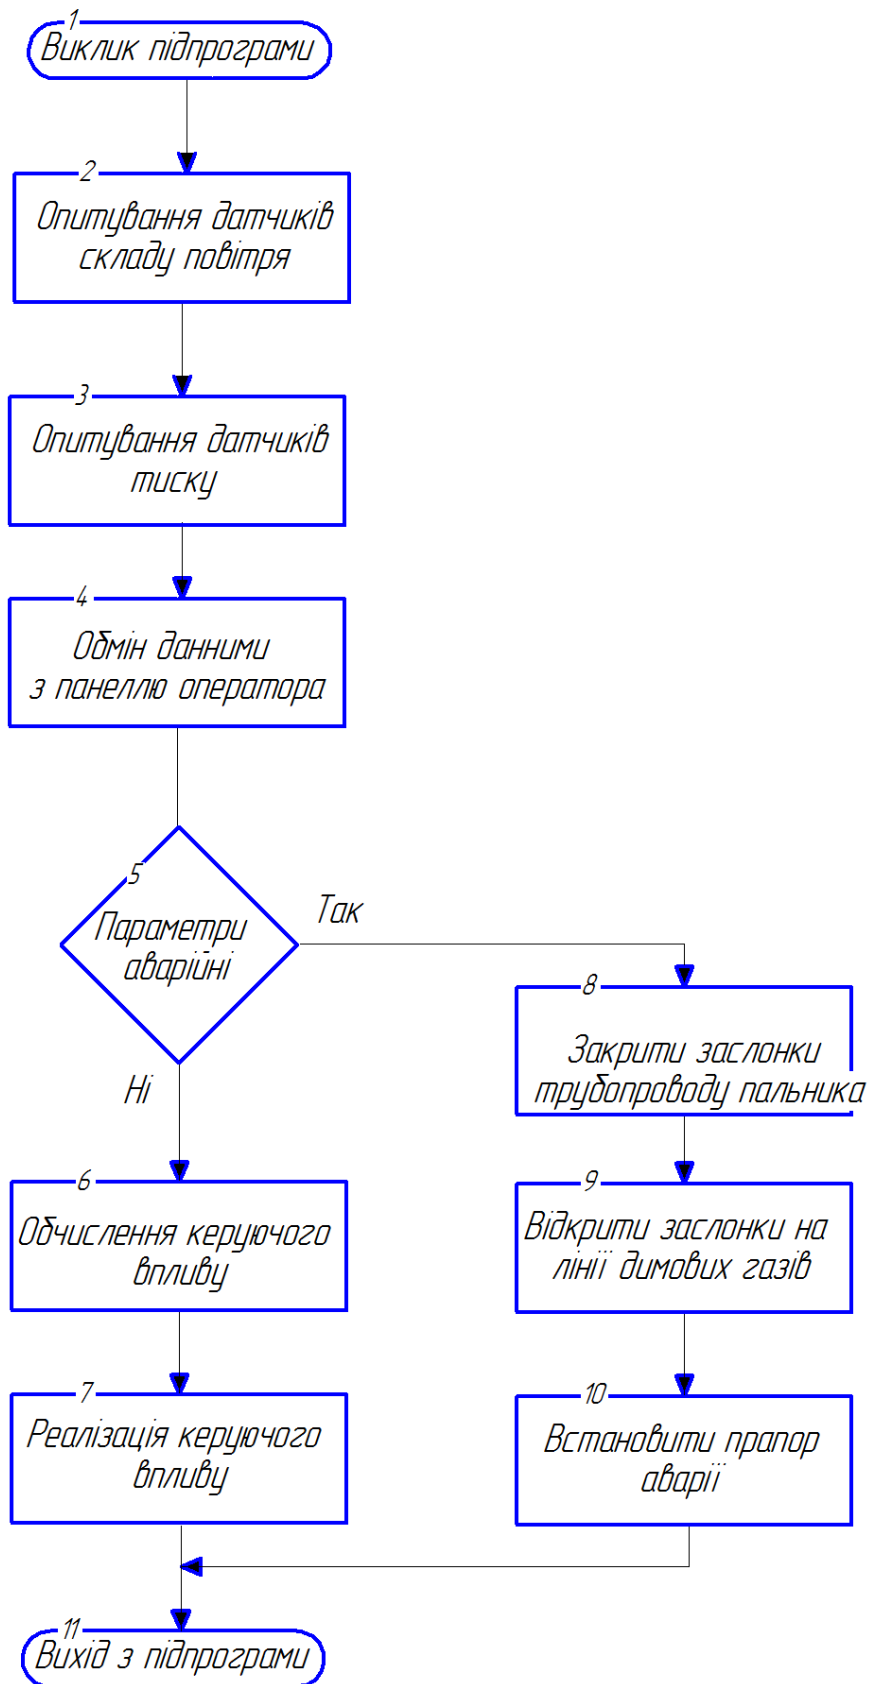 1
Виклик підпрограми
2
Опитування датчиків
складу повітря
3
Опитування датчиків
тиску
4
Обмін данними
з панеллю оператора
5
Параметри
аварійні
Так
Ні
8
Закрити заслонки
трубопроводу пальника
6
Обчислення керуючого
впливу
9
Відкрити заслонки на
лінії димових газів
7
Реалізація керуючого
впливу
10
Встановити прапор
аварії
11
Вихід з підпрограми